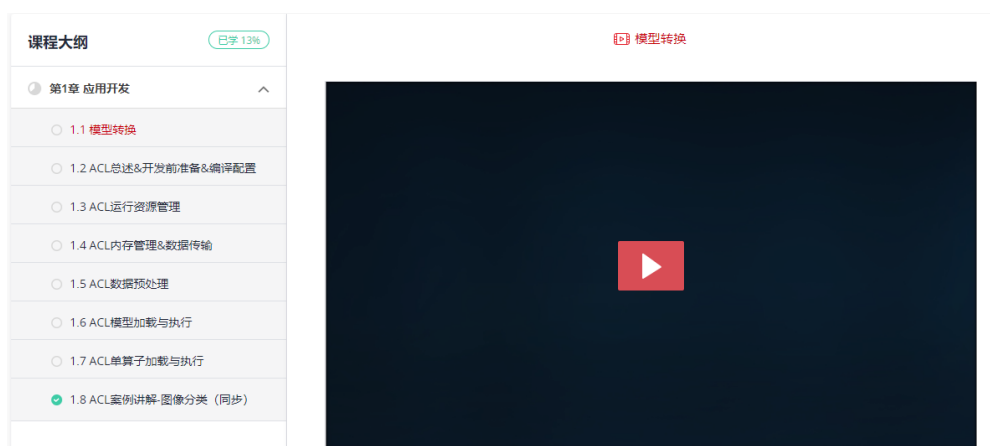 课程大纲
已学 13%
第1章 应用开发
1.1 模型转换
1.2 ACL总述&开发前准备&编译配置
1.3 ACL运行资源管理
1.4 ACL内存管理&数据传输
1.5 ACL数据预处理
1.6 ACL模型加载与执行
1.7 ACL单算子加载与执行
1.8 ACL案例讲解-图像分类（同步）
模型转换